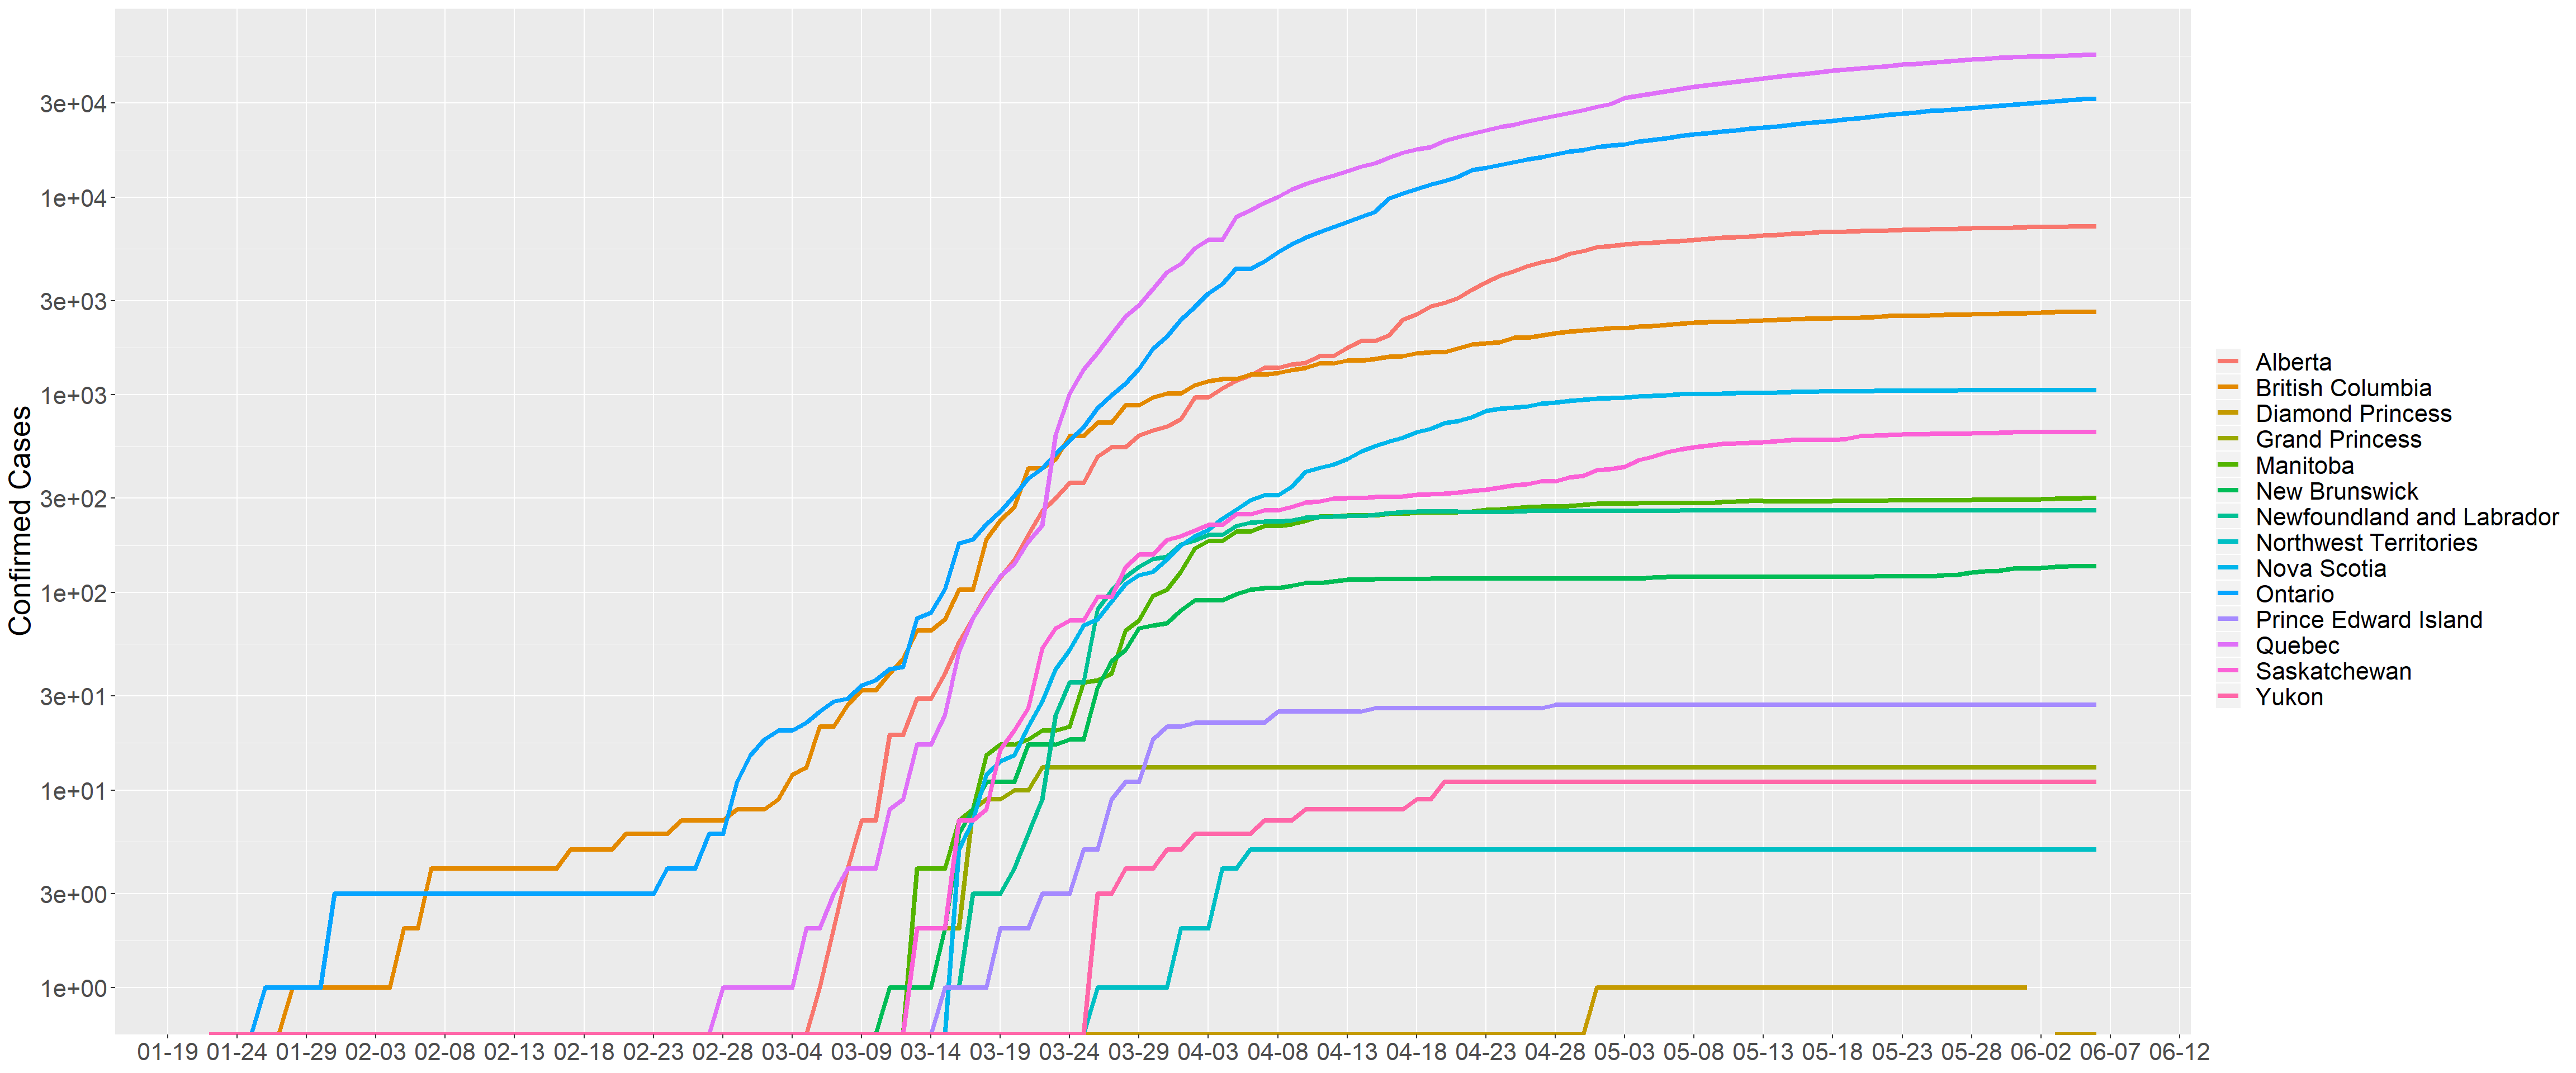 Confirmed Cases
3e+04
1e+04
3e+03
1e+03
3e+02
1e+02
3e+01
1e+01
3e+00
1e+00
01-19 01-24 01-29 02-03 02-08 02-13 02-18 02-23 02-28 03-04 03-09 03-14 03-19 03-24 03-29 04-03 04-08 04-13 04-18 04-23 04-28 05-03 05-08 05-13 05-18 05-23 05-28 06-02 06-07 06-12
Alberta
British Columbia
Diamond Princess
Grand Princess
Manitoba
New Brunswick
Newfoundland and Labrador
Northwest Territories
Nova Scotia
Ontario
Prince Edward Island
Quebec
Saskatchewan
Yukon